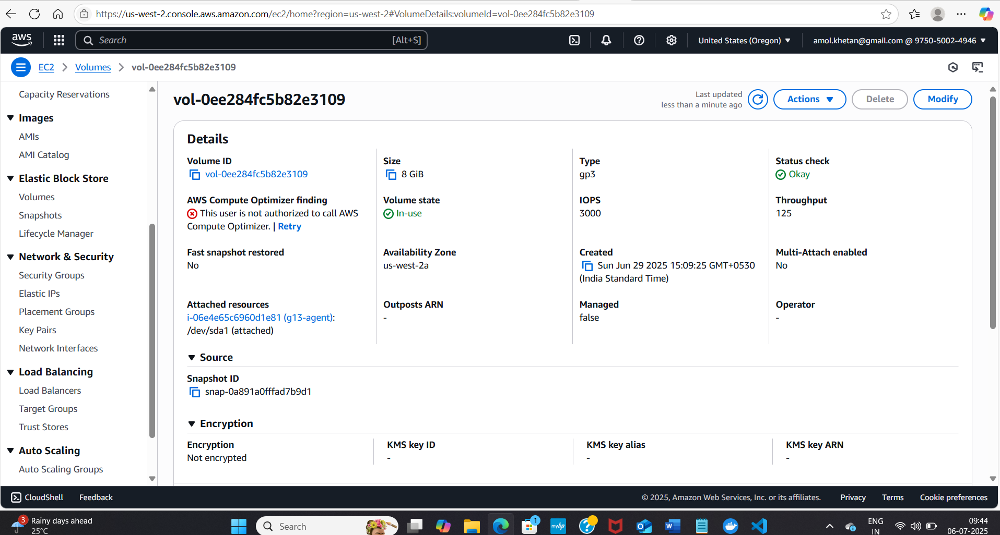 https://us-west-2.console.aws.amazon.com/ec2/home?region=us-west-2#VolumeDetails:volumeId=vol-0ee284fc5b82e3109
aws
Search
[Alt+S]
United States (Oregon)
amol.khetan@gmail.com @ 9750-5002-4946
EC2
Volumes
vol-0ee284fc5b82e3109
Capacity Reservations
Images
AMIs
AMI Catalog
Elastic Block Store
Volumes
Snapshots
Lifecycle Manager
Network & Security
Security Groups
Elastic IPs
Placement Groups
Key Pairs
Network Interfaces
Load Balancing
Load Balancers
Target Groups
Trust Stores
Auto Scaling
Auto Scaling Groups
vol-0ee284fc5b82e3109
Last updated
less than a minute ago
Actions
Delete
Modify
Details
Volume ID
vol-0ee284fc5b82e3109
Size
8 GiB
Type
gp3
Status check
Okay
AWS Compute Optimizer finding
This user is not authorized to call AWS
Compute Optimizer. | Retry
Volume state
In-use
IOPS
3000
Throughput
125
Fast snapshot restored
No
Availability Zone
us-west-2a
Created
Sun Jun 29 2025 15:09:25 GMT+0530
(India Standard Time)
Multi-Attach enabled
No
Attached resources
i-06e4e65c6960d1e81 (g13-agent):
/dev/sda1 (attached)
Outposts ARN
-
Managed
false
Operator
-
Source
Snapshot ID
snap-0a891a0fffad7b9d1
Encryption
Encryption
Not encrypted
KMS key ID
-
KMS key alias
-
KMS key ARN
-
CloudShell
Feedback
© 2025, Amazon Web Services, Inc. or its affiliates.
Privacy
Terms
Cookie preferences
3
Rainy days ahead
25°C
Search
1
myhp
ENG
IN
09:44
06-07-2025